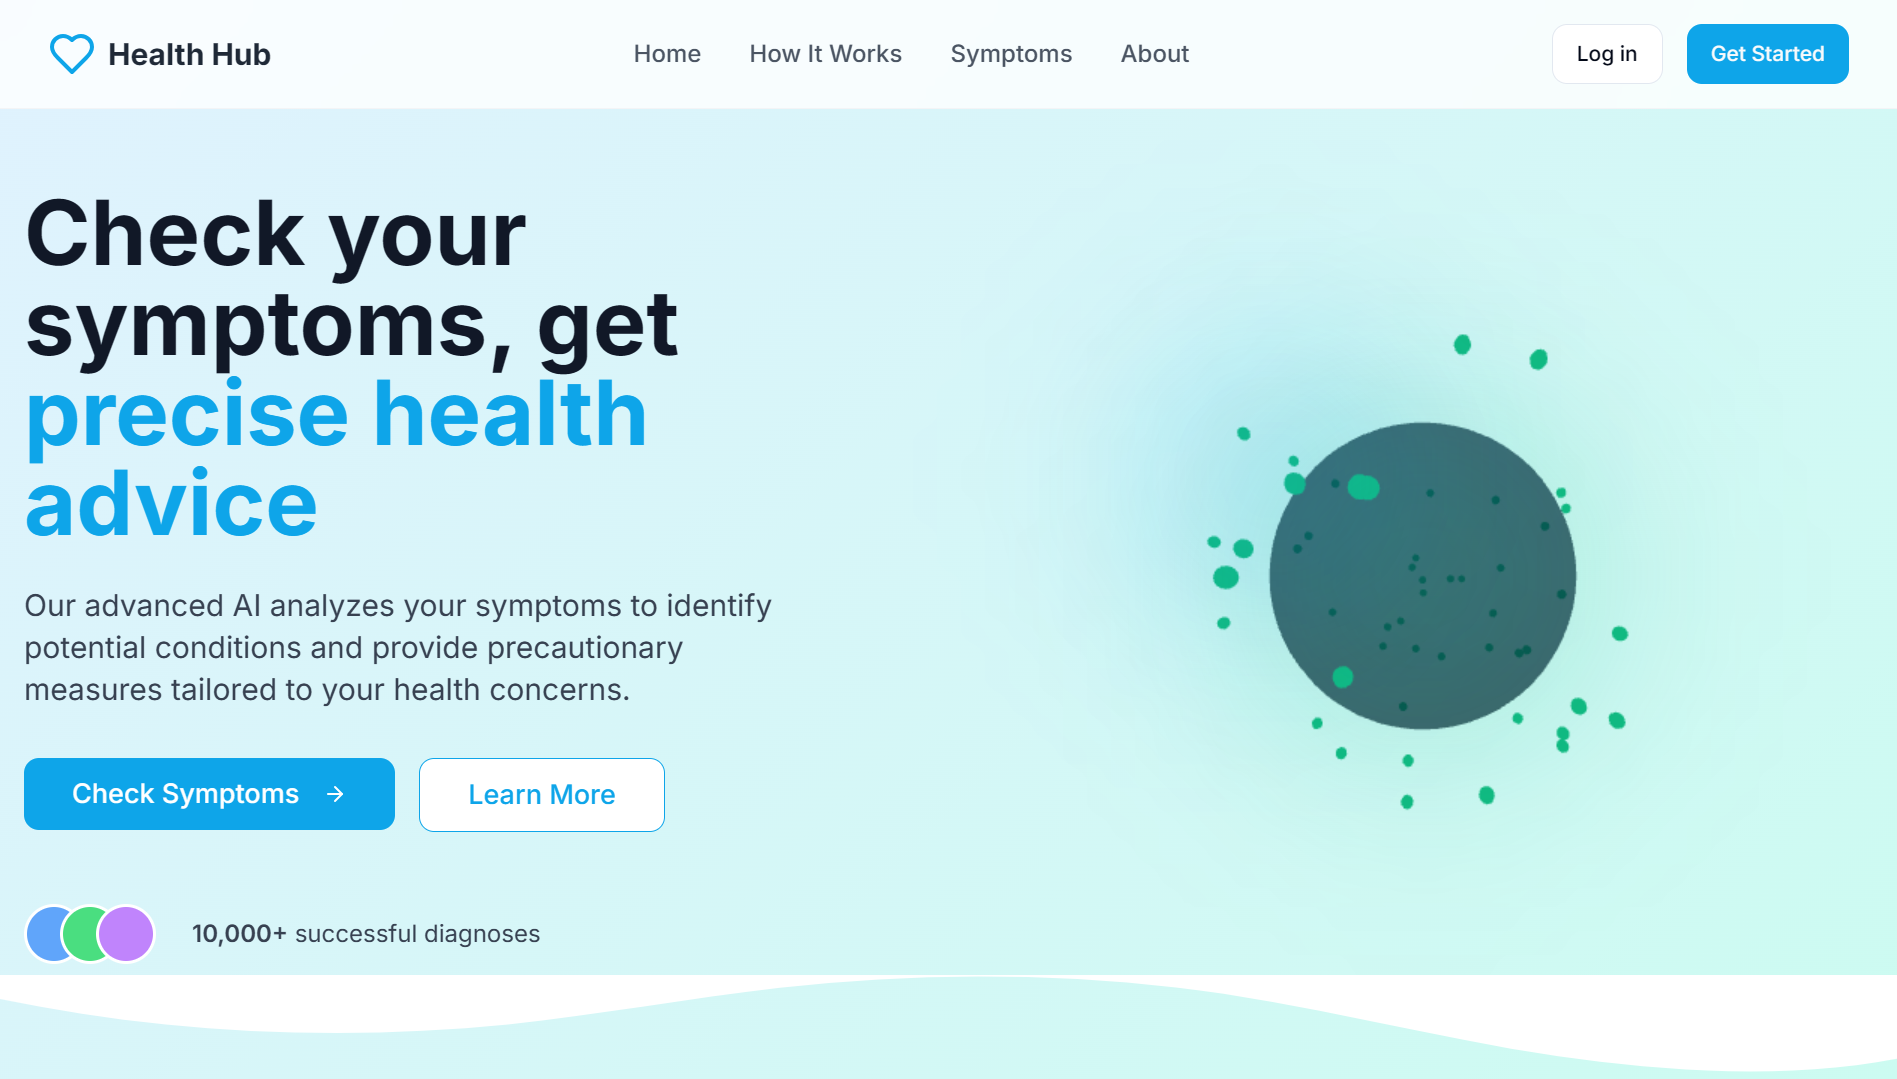 Health Hub
Home
How It Works
Symptoms
About
Log in
Get Started
Check your
symptoms, get
precise health
advice
Our advanced AI analyzes your symptoms to identify
potential conditions and provide precautionary
measures tailored to your health concerns.
Check Symptoms →
Learn More
10,000+ successful diagnoses